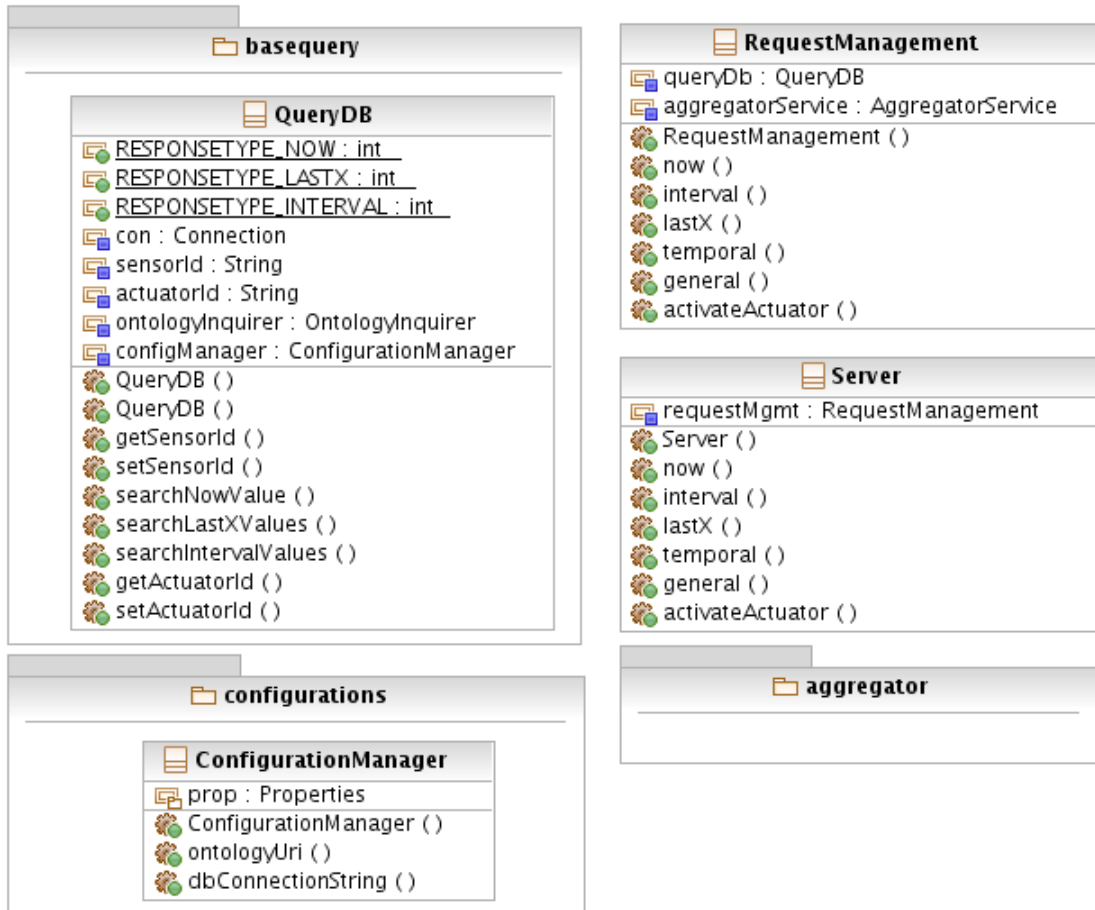 basequery
QueryDB
RESPONSETYPE_NOW : int
RESPONSETYPE_LASTX : int
RESPONSETYPE_INTERVAL : int
con : Connection
sensorId : String
actuatorId : String
ontologyInquirer : OntologyInquirer
configManager : ConfigurationManager
QueryDB ( )
QueryDB ( )
getSensorId ( )
setSensorId ( )
searchNowValue ( )
searchLastXValues ( )
searchIntervalValues ( )
getActuatorId ( )
setActuatorId ( )
configurations
ConfigurationManager
prop : Properties
ConfigurationManager ( )
ontologyUri ( )
dbConnectionString ( )
RequestManagement
queryDb : QueryDB
aggregatorService : AggregatorService
RequestManagement ( )
now ( )
interval ( )
lastX ( )
temporal ( )
general ( )
activateActuator ( )
Server
requestMgmt : RequestManagement
Server ( )
now ( )
interval ( )
lastX ( )
temporal ( )
general ( )
activateActuator ( )
aggregator